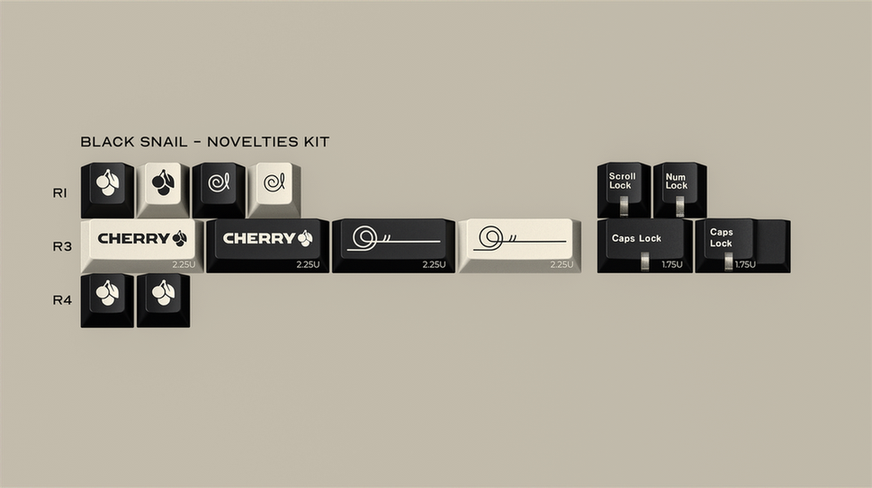 BLACK SNAIL – NOVELTIES KIT
R1
Scroll
Lock
Num
Lock
R3
CHERRY
2.25U
CHERRY
2.25U
2.25U
2.25U
Caps Lock
1.75U
Caps
Lock
1.75U
R4